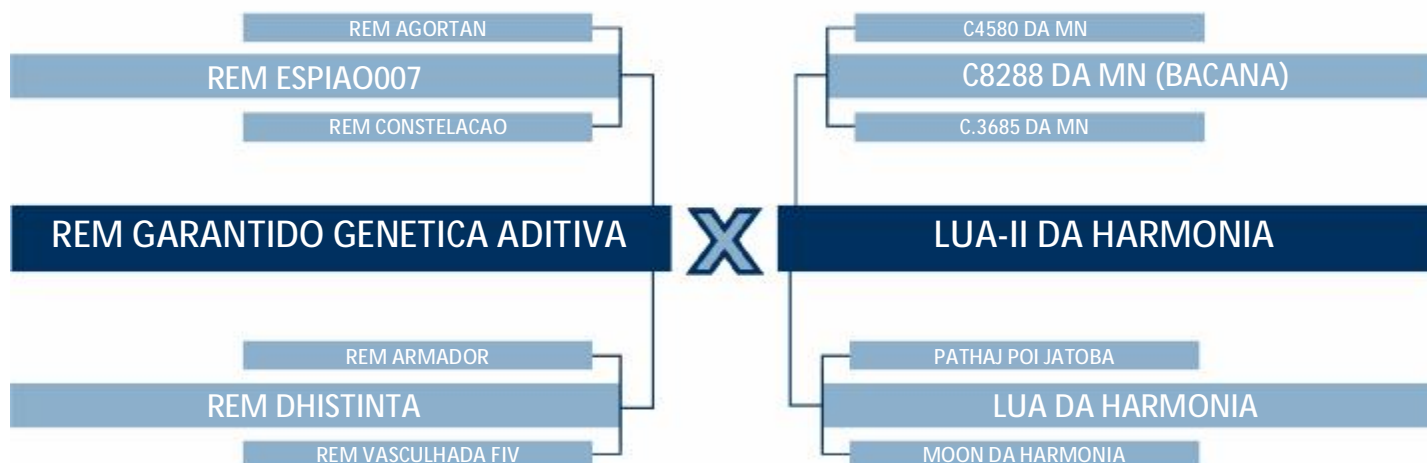 REM AGORTAN
C4580 DA MN
REM ESPIAO007
C8288 DA MN (BACANA)
REM CONSTELACAO
C.3685 DA MN
REM GARANTIDO GENETICA ADITIVA
X
LUA-II DA HARMONIA
REM ARMADOR
PATHAJ POI JATOBA
REM DHISTINTA
LUA DA HARMONIA
REM VASCULHADA FIV
MOON DA HARMONIA